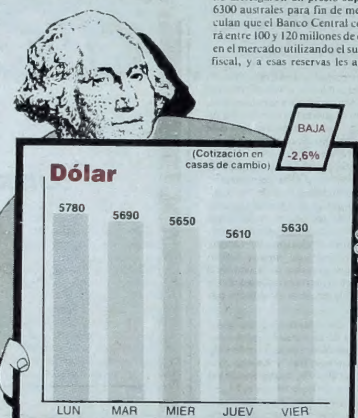 6300 australes para fin de me
culan que el Banco Central c
rá entre 100 y 120 millones de
en el mercado utilizando el su
fiscal, y a esas reservas les a
BAJA
-2,6%
(Cotización en
casas de cambio)
Dólar
5780
5690
5650
5610
5630
LUN MAR MIER JUEV VIER